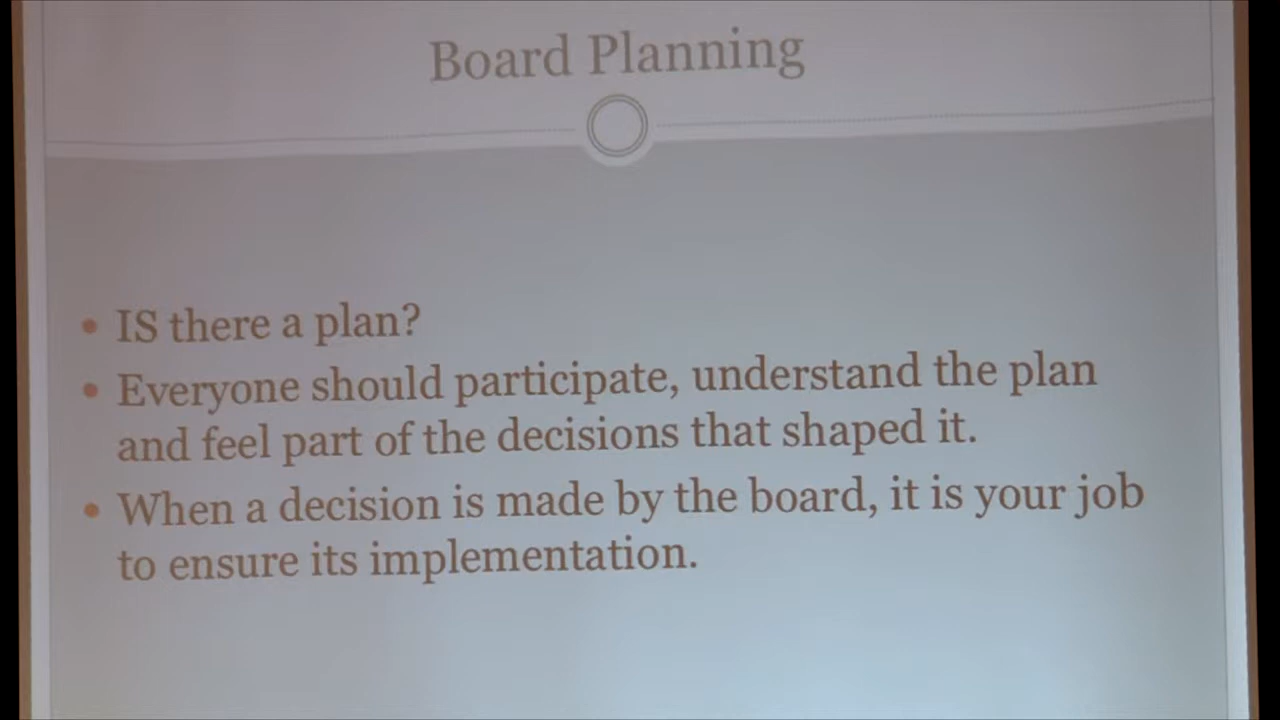 Board Planning
• IS there a plan?
• Everyone should participate, understand the plan
and feel part of the decisions that shaped it.
• When a decision is made by the board, it is your job
to ensure its implementation.